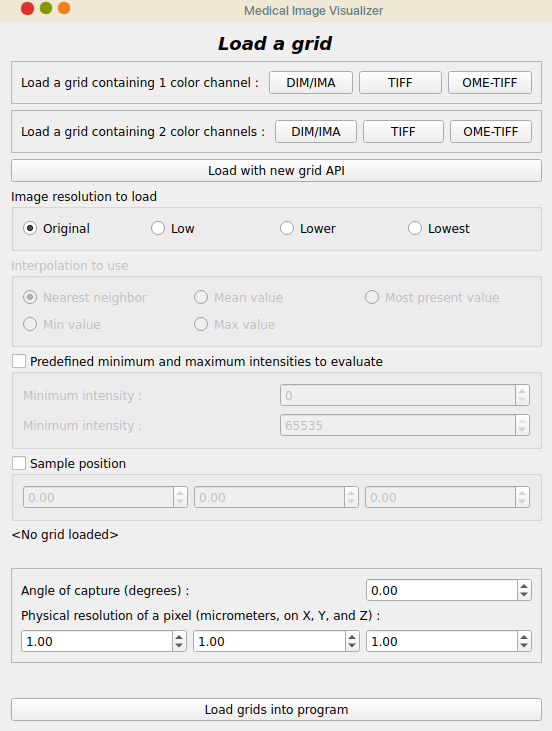 Medical Image Visualizer
Load a grid
Load a grid containing 1 color channel : DIM/IMA TIFF OME-TIFF
Load a grid containing 2 color channels : DIM/IMA TIFF OME-TIFF
Load with new grid API
Image resolution to load
Original Low Lower Lowest
Interpolation to use
Nearest neighbor Mean value Most present value
Min value Max value
Predefined minimum and maximum intensities to evaluate
Minimum intensity : 0
Minimum intensity : 65535
Sample position
0.00 0.00 0.00
<No grid loaded>
Angle of capture (degrees) : 0.00
Physical resolution of a pixel (micrometers, on X, Y, and Z) :
1.00 1.00 1.00
Load grids into program